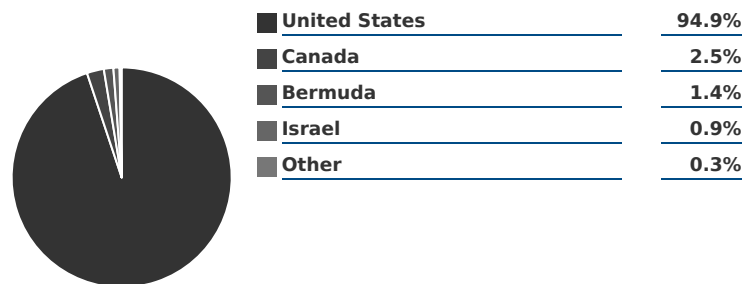 United States 94.9%
Canada 2.5%
Bermuda 1.4%
Israel 0.9%
Other 0.3%